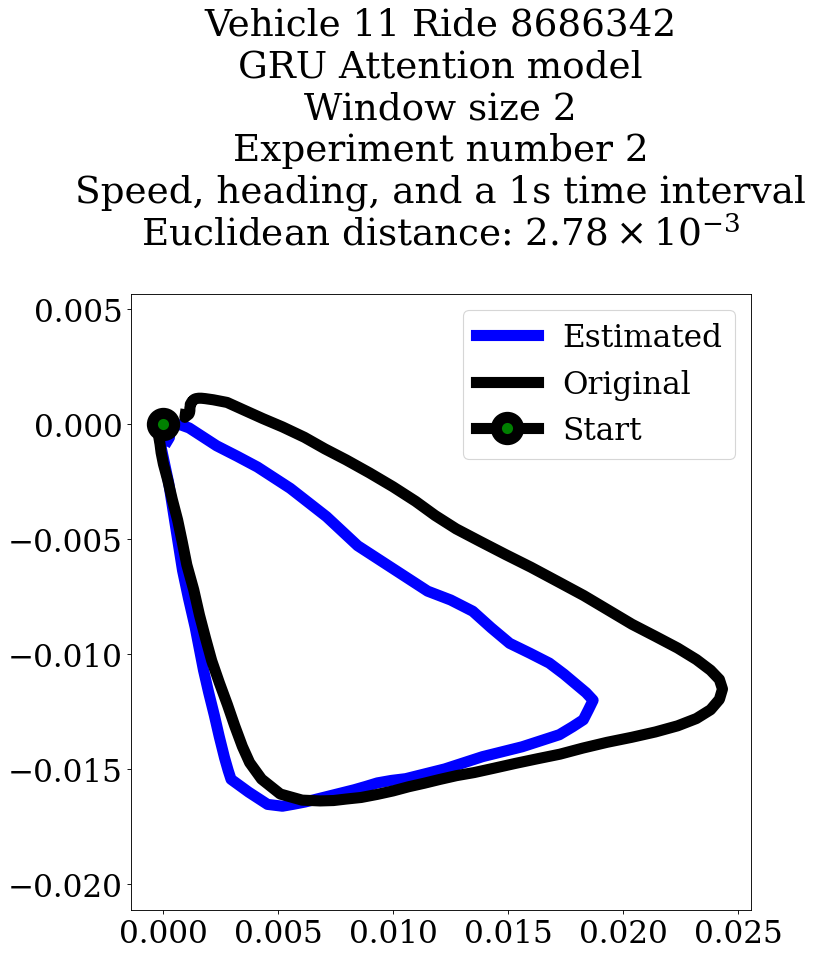 Vehicle 11 Ride 8686342
GRU Attention model
Window size 2
Experiment number 2
Speed, heading, and a 1s time interval
Euclidean distance: 2.78 × 10⁻³
0.005
0.000
−0.005
−0.010
−0.015
−0.020
Estimated
Original
Start
0.000 0.005 0.010 0.015 0.020 0.025